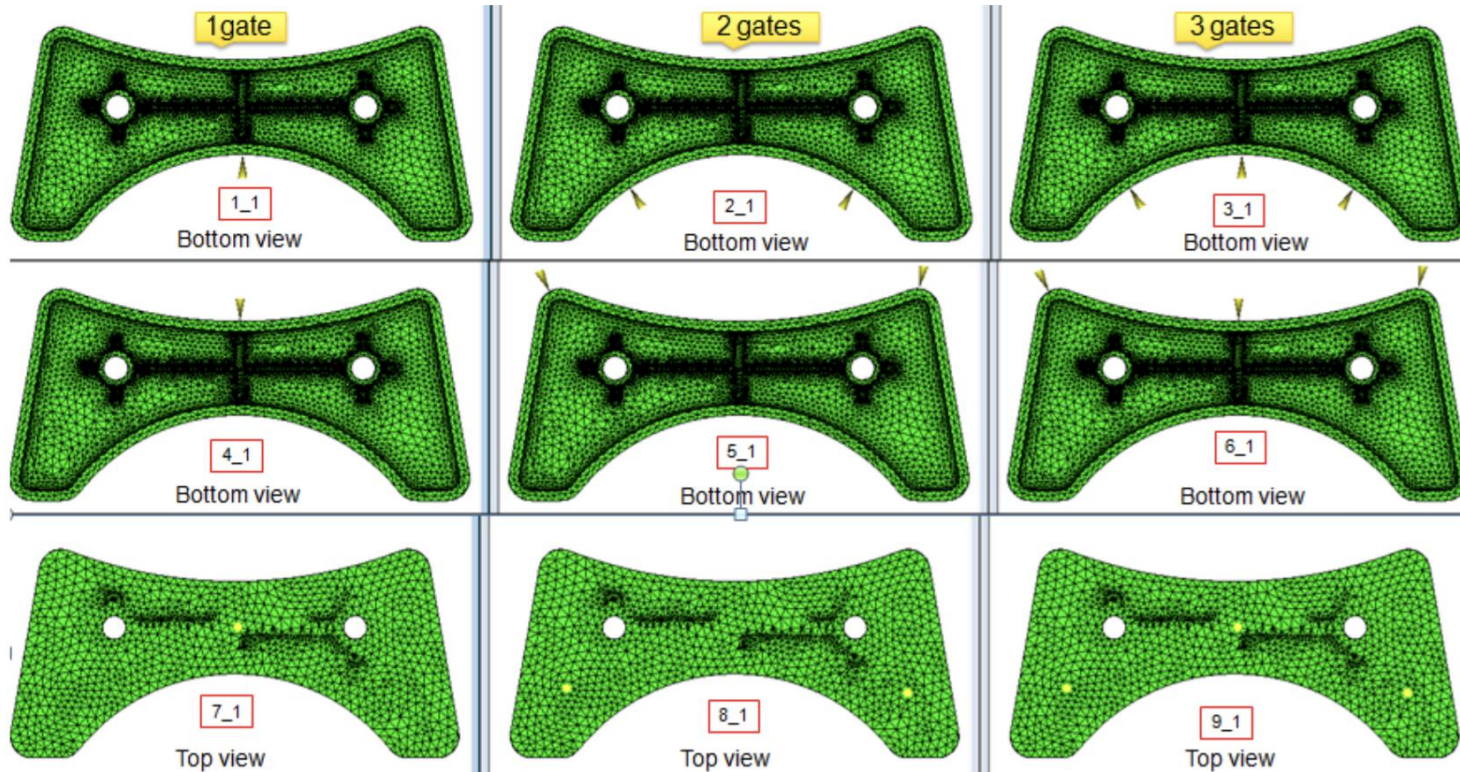 1gate
2 gates
3 gates
1_1
2_1
3_1
Bottom view
Bottom view
Bottom view
4_1
5_1
6_1
Bottom view
Bottom view
Bottom view
7_1
8_1
9_1
Top view
Top view
Top view